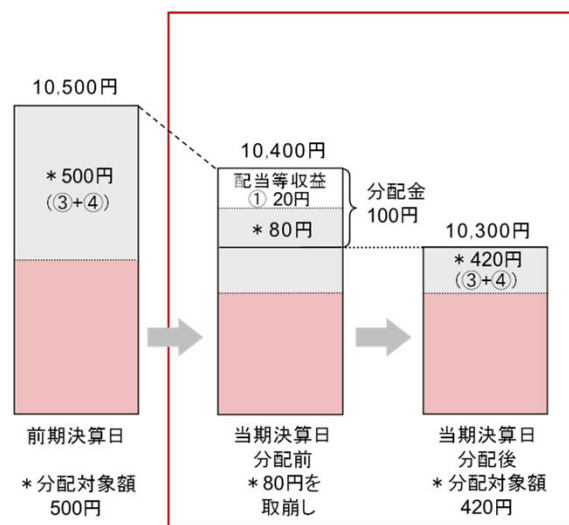 10,500円
*500円
(③+④)
前期決算日
*分配対象額
500円
10,400円
配当等収益
① 20円
*80円
分配金
100円
当期決算日
分配前
*80円を
取崩し
10,300円
*420円
(③+④)
当期決算日
分配後
*分配対象額
420円